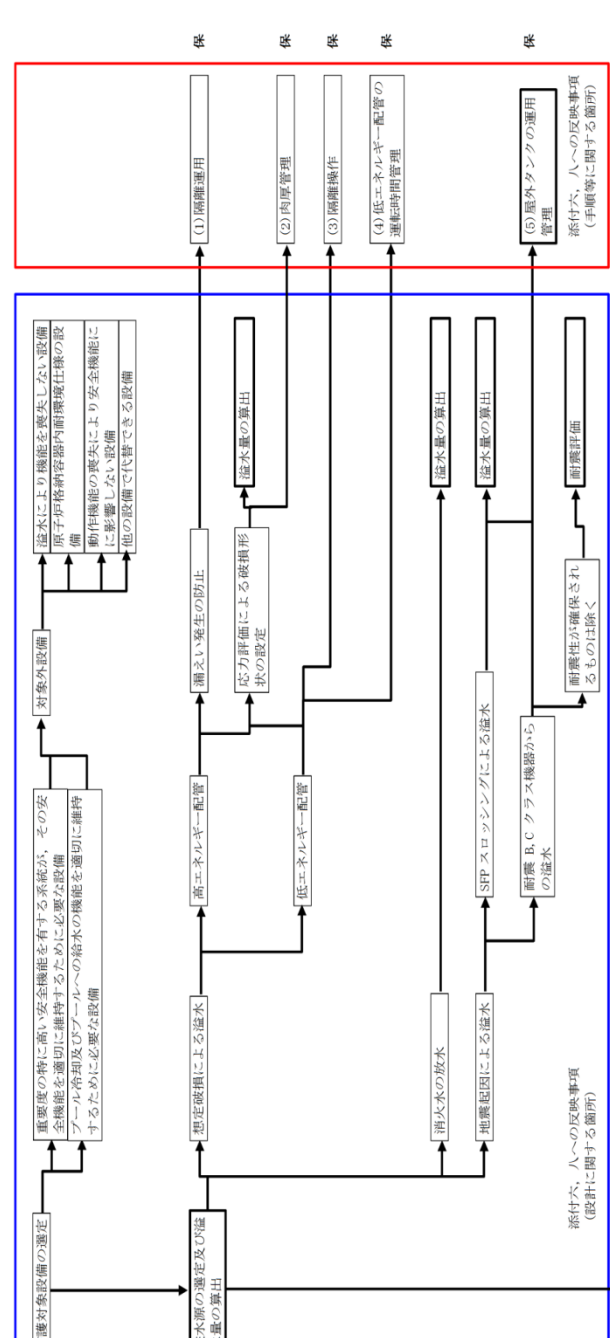 護対象設備の選定
重要度の特に高い安全機能を有する系統が，その安
全機能を適切に維持するために必要な設備
プール冷却及びプールへの給水の機能を適切に維持
するために必要な設備
対象外設備
溢水により機能を喪失しない設備
原子炉格納容器内耐環境仕様の設
備
動作機能の喪失により安全機能に
に影響しない設備
他の設備で代替できる設備
水源の選定及び溢
量の算出
想定破損による溢水
高エネルギー配管
漏えい発生の防止
(1)隔離運用
保
応力評価による破損形
状の設定
溢水量の算出
(2)肉厚管理
保
低エネルギー配管
(3)隔離操作
保
(4)低エネルギー配管の
運転時間管理
保
消火水の放水
溢水量の算出
地震起因による溢水
SFP スロッシングによる溢水
溢水量の算出
耐震 B,C クラス機器から
の溢水
(5)屋外タンクの運用
管理
保
耐震性が確保され
るものは除く
耐震評価
添付六，八への反映事項
(設計に関する箇所)
添付六，八への反映事項
(手順等に関する箇所)